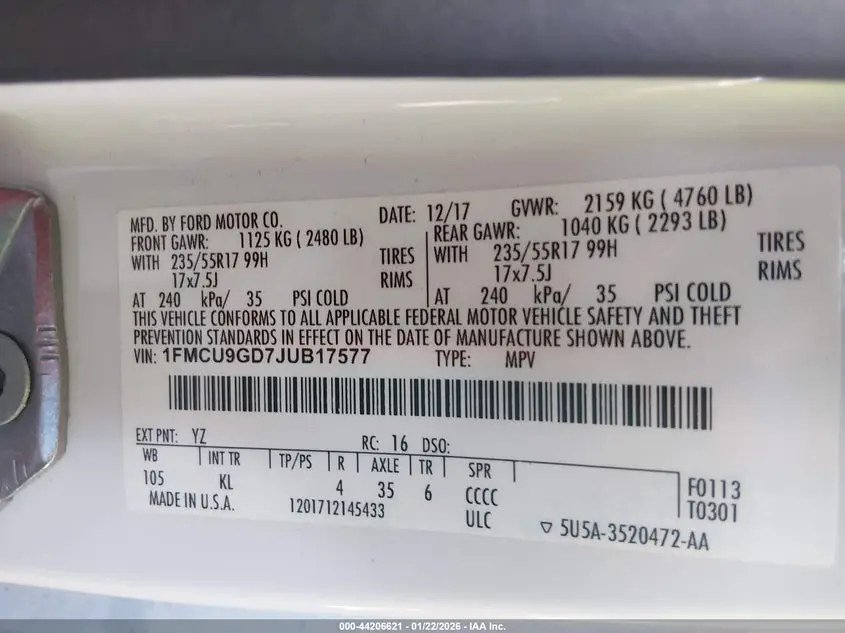 MFD. BY FORD MOTOR CO. DATE: 12/17 GVWR: 2159 KG ( 4760 LB)
FRONT GAWR: 1125 KG ( 2480 LB) REAR GAWR: 1040 KG ( 2293 LB)
WITH 235/55R17 99H TIRES WITH 235/55R17 99H TIRES
17x7.5J RIMS 17x7.5J RIMS
AT 240 kPa/ 35 PSI COLD AT 240 kPa/ 35 PSI COLD
THIS VEHICLE CONFORMS TO ALL APPLICABLE FEDERAL MOTOR VEHICLE SAFETY AND THEFT
PREVENTION STANDARDS IN EFFECT ON THE DATE OF MANUFACTURE SHOWN ABOVE.
VIN: 1FMCU9GD7JUB17577 TYPE: MPV
EXT PNT: YZ RC: 16 DSO:
WB INT TR TP/PS R AXLE TR SPR
105 KL 4 35 6 CCCC F0113
MADE IN U.S.A. 1201712145433 ULC T0301
5U5A-3520472-AA
000-44206621 - 01/22/2026 - IAA Inc.